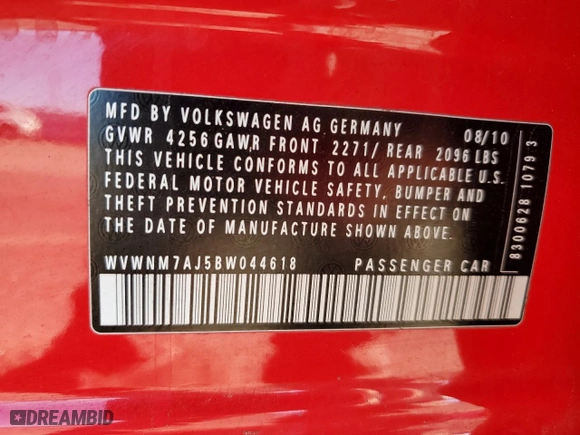 MFD BY VOLKSWAGEN AG GERMANY 08/10
GVWR 4256 GAWR FRONT 2271/ REAR 2096 LBS
THIS VEHICLE CONFORMS TO ALL APPLICABLE U.S.
FEDERAL MOTOR VEHICLE SAFETY, BUMPER AND
THEFT PREVENTION STANDARDS IN EFFECT ON
THE DATE OF MANUFACTURE SHOWN ABOVE.
WVWNM7AJ5BW044618 PASSENGER CAR
8300628 1079 3
DREAMBID